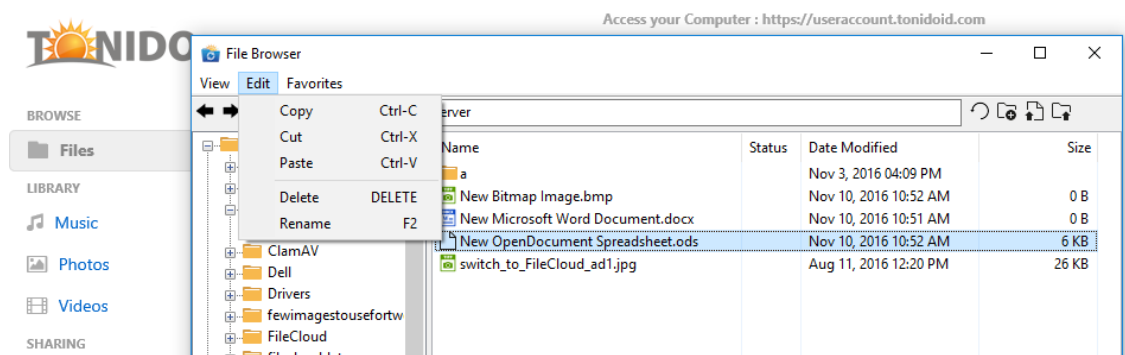 Access your Computer : https://useraccount.tonidoid.com
TONIDO
File Browser
View Edit Favorites
Copy Ctrl-C
Cut Ctrl-X
Paste Ctrl-V
Delete DELETE
Rename F2
erver
Name Status Date Modified Size
a Nov 3, 2016 04:09 PM
New Bitmap Image.bmp Nov 10, 2016 10:52 AM 0 B
New Microsoft Word Document.docx Nov 10, 2016 10:51 AM 0 B
New OpenDocument Spreadsheet.ods Nov 10, 2016 10:52 AM 6 KB
switch_to_FileCloud_ad1.jpg Aug 11, 2016 12:20 PM 26 KB
ClamAV
Dell
Drivers
fewimagestousefortw
FileCloud
BROWSE
Files
LIBRARY
Music
Photos
Videos
SHARING